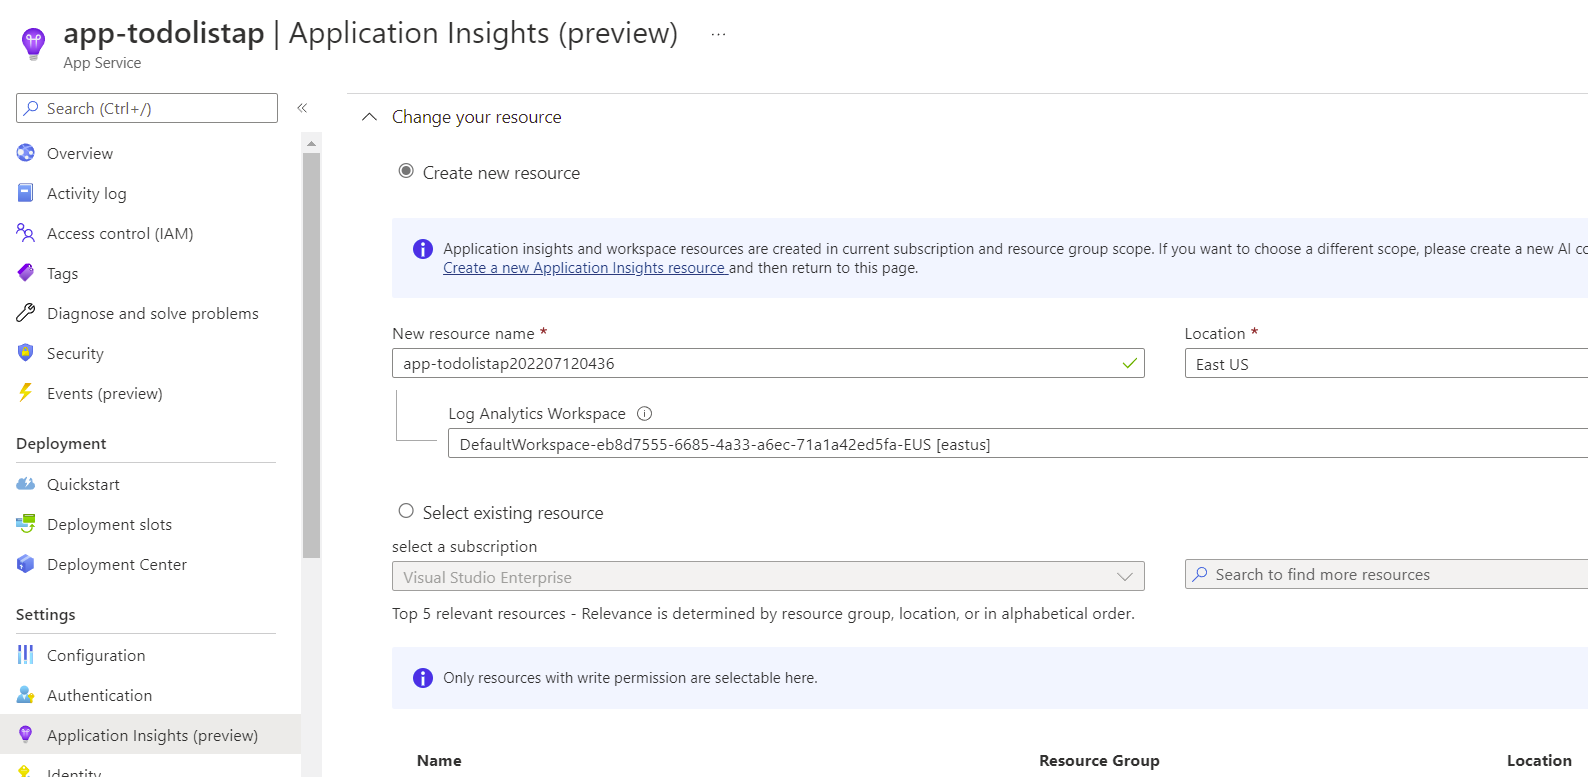 app-todolistap | Application Insights (preview) ...
App Service
Search (Ctrl+/)
Overview
Activity log
Access control (IAM)
Tags
Diagnose and solve problems
Security
Events (preview)
Deployment
Quickstart
Deployment slots
Deployment Center
Settings
Configuration
Authentication
Application Insights (preview)
Identity
Change your resource
Create new resource
Application insights and workspace resources are created in current subscription and resource group scope. If you want to choose a different scope, please create a new AI co
Create a new Application Insights resource and then return to this page.
New resource name *
app-todolistap202207120436
Location *
East US
Log Analytics Workspace
DefaultWorkspace-eb8d7555-6685-4a33-a6ec-71a1a42ed5fa-EUS [eastus]
Select existing resource
select a subscription
Visual Studio Enterprise
Search to find more resources
Top 5 relevant resources - Relevance is determined by resource group, location, or in alphabetical order.
Only resources with write permission are selectable here.
Name Resource Group Location